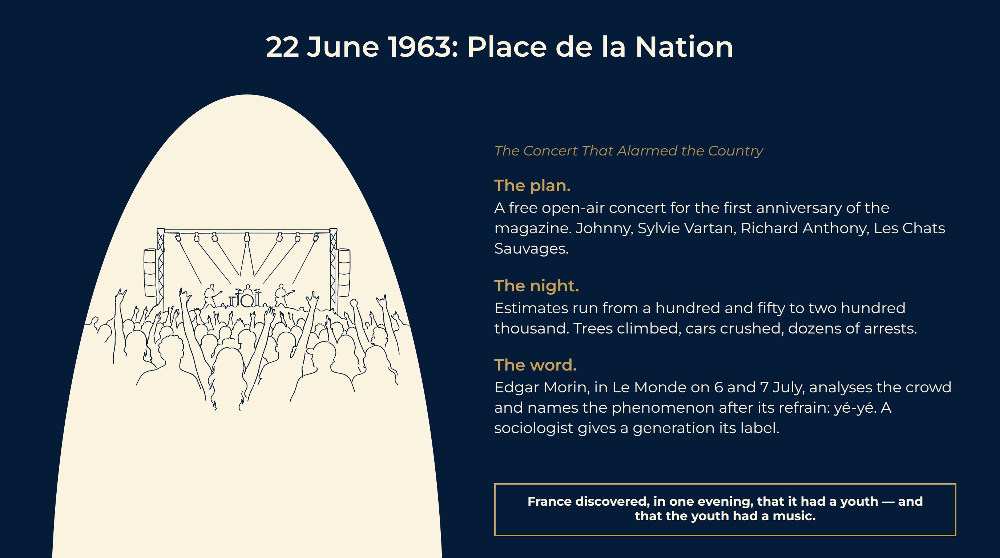 22 June 1963: Place de la Nation
The Concert That Alarmed the Country
The plan.
A free open-air concert for the first anniversary of the
magazine. Johnny, Sylvie Vartan, Richard Anthony, Les Chats
Sauvages.
The night.
Estimates run from a hundred and fifty to two hundred
thousand. Trees climbed, cars crushed, dozens of arrests.
The word.
Edgar Morin, in Le Monde on 6 and 7 July, analyses the crowd
and names the phenomenon after its refrain: yé-yé. A
sociologist gives a generation its label.
France discovered, in one evening, that it had a youth — and
that the youth had a music.